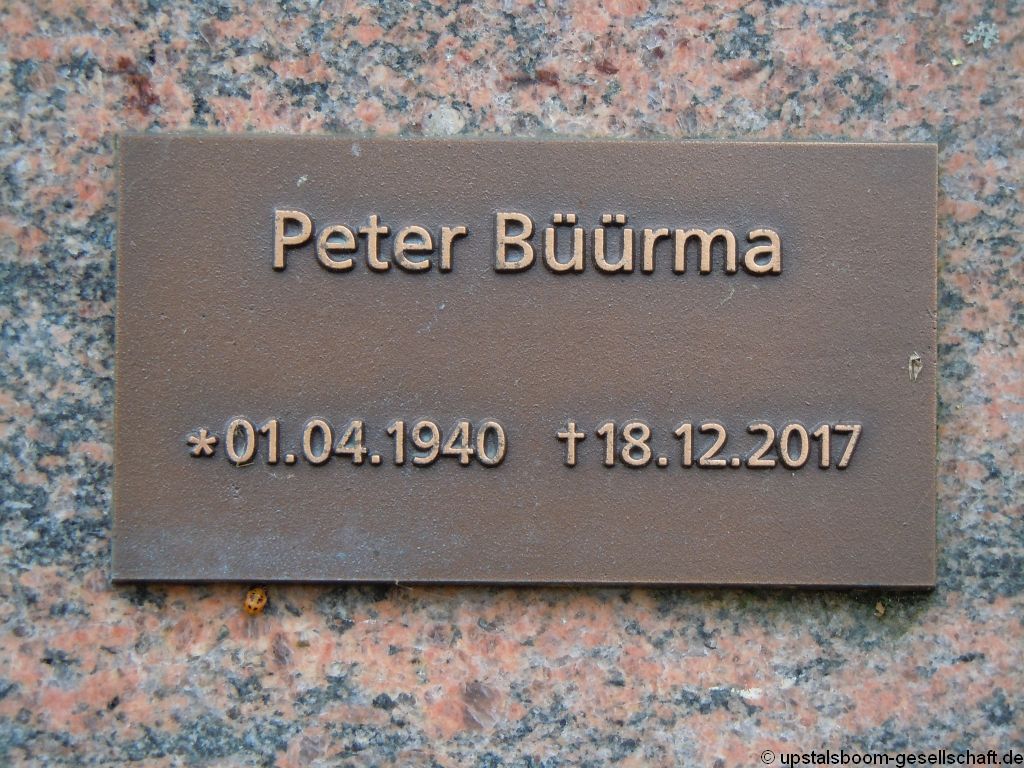 Peter Büürma
*01.04.1940 †18.12.2017
© upstalsboom-gesellschaft.de